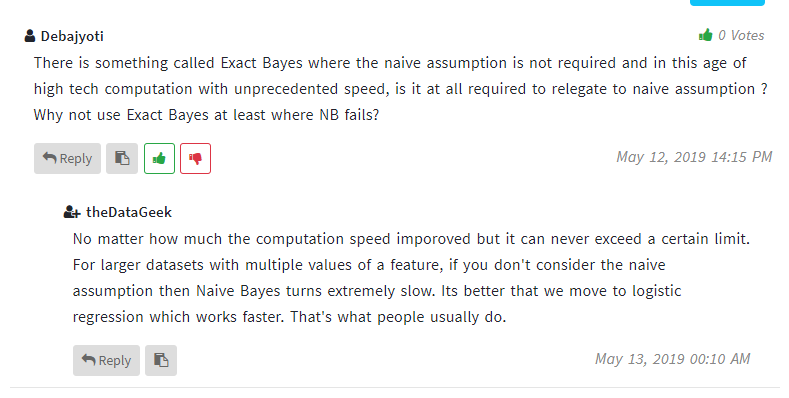 Debajyoti
0 Votes
There is something called Exact Bayes where the naive assumption is not required and in this age of
high tech computation with unprecedented speed, is it at all required to relegate to naive assumption ?
Why not use Exact Bayes at least where NB fails?
Reply
May 12, 2019 14:15 PM
theDataGeek
No matter how much the computation speed imporoved but it can never exceed a certain limit.
For larger datasets with multiple values of a feature, if you don't consider the naive
assumption then Naive Bayes turns extremely slow. Its better that we move to logistic
regression which works faster. That's what people usually do.
Reply
May 13, 2019 00:10 AM